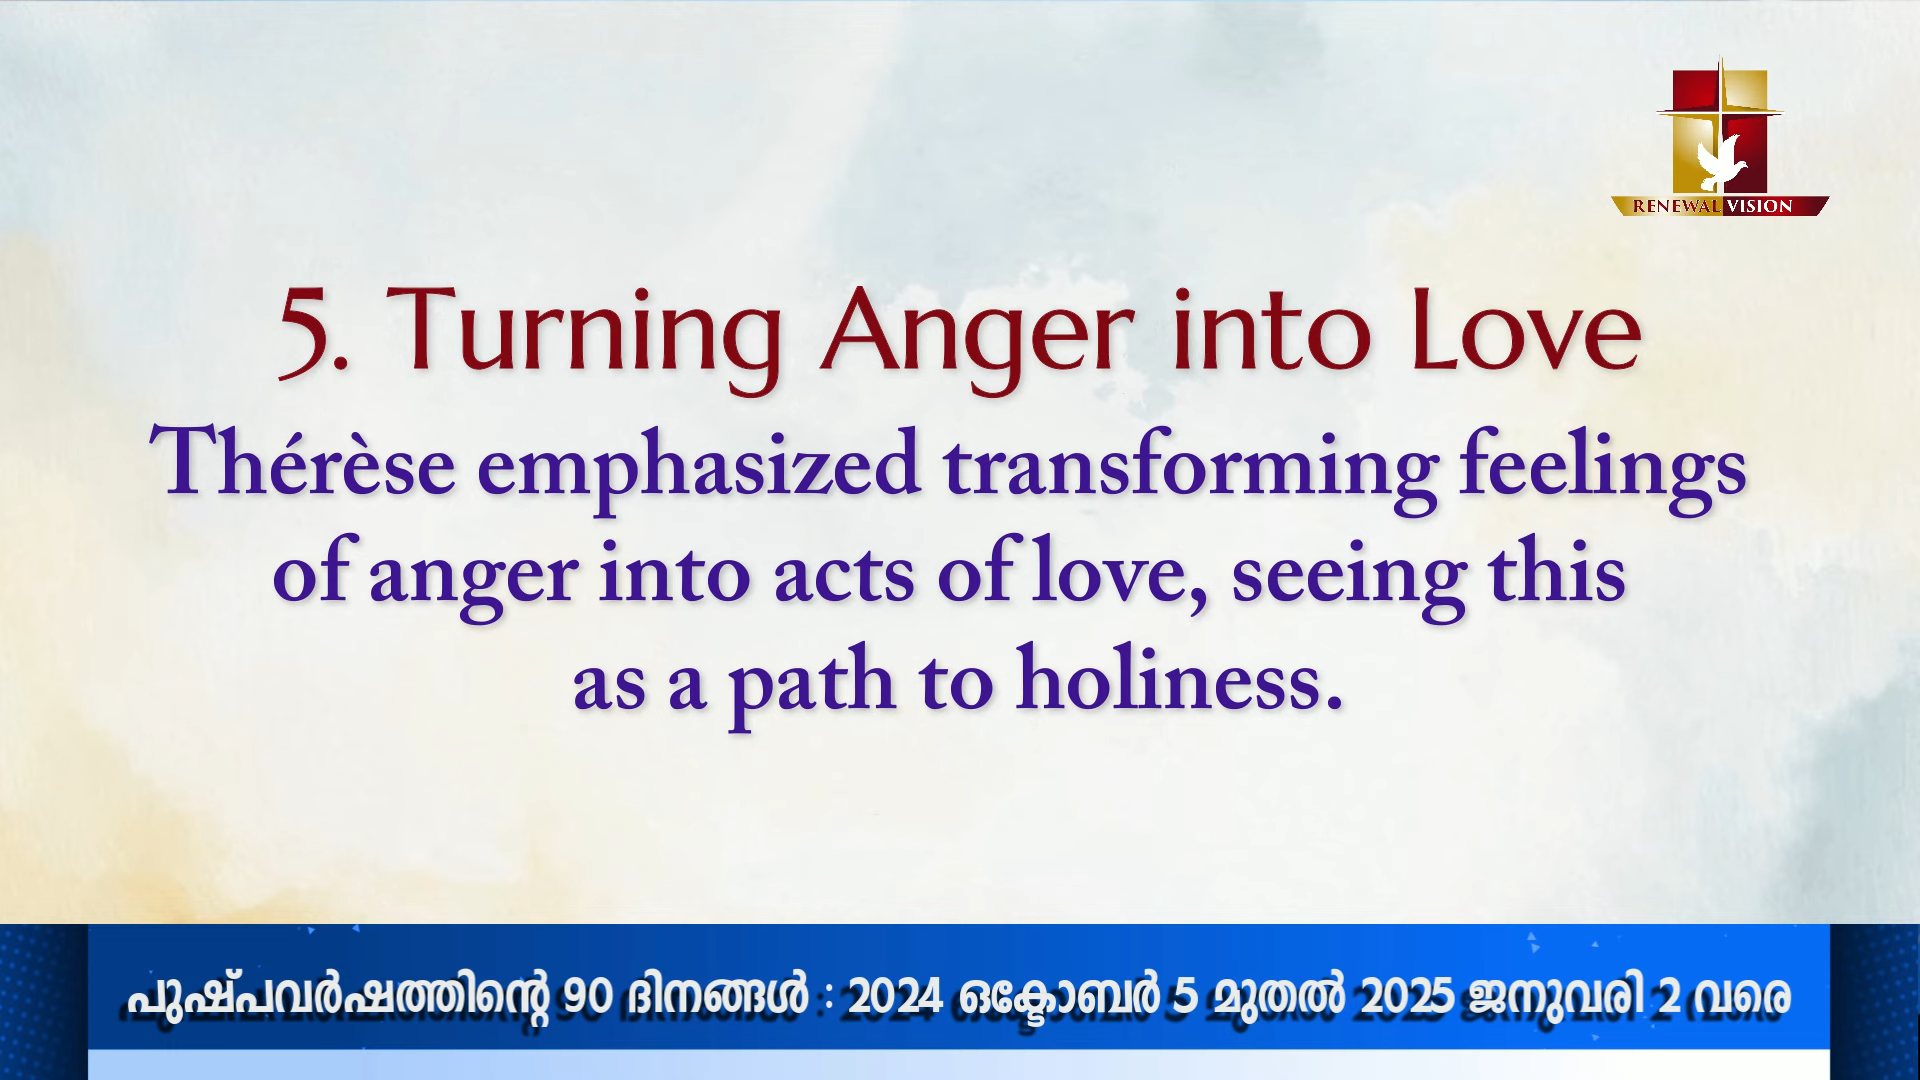 RENEWAL VISION
5. Turning Anger into Love
Thérèse emphasized transforming feelings
of anger into acts of love, seeing this
as a path to holiness.
പുഷ്പവർഷത്തിന്റെ 90 ദിനങ്ങൾ : 2024 ഒക്ടോബർ 5 മുതൽ 2025 ജനുവരി 2 വരെ